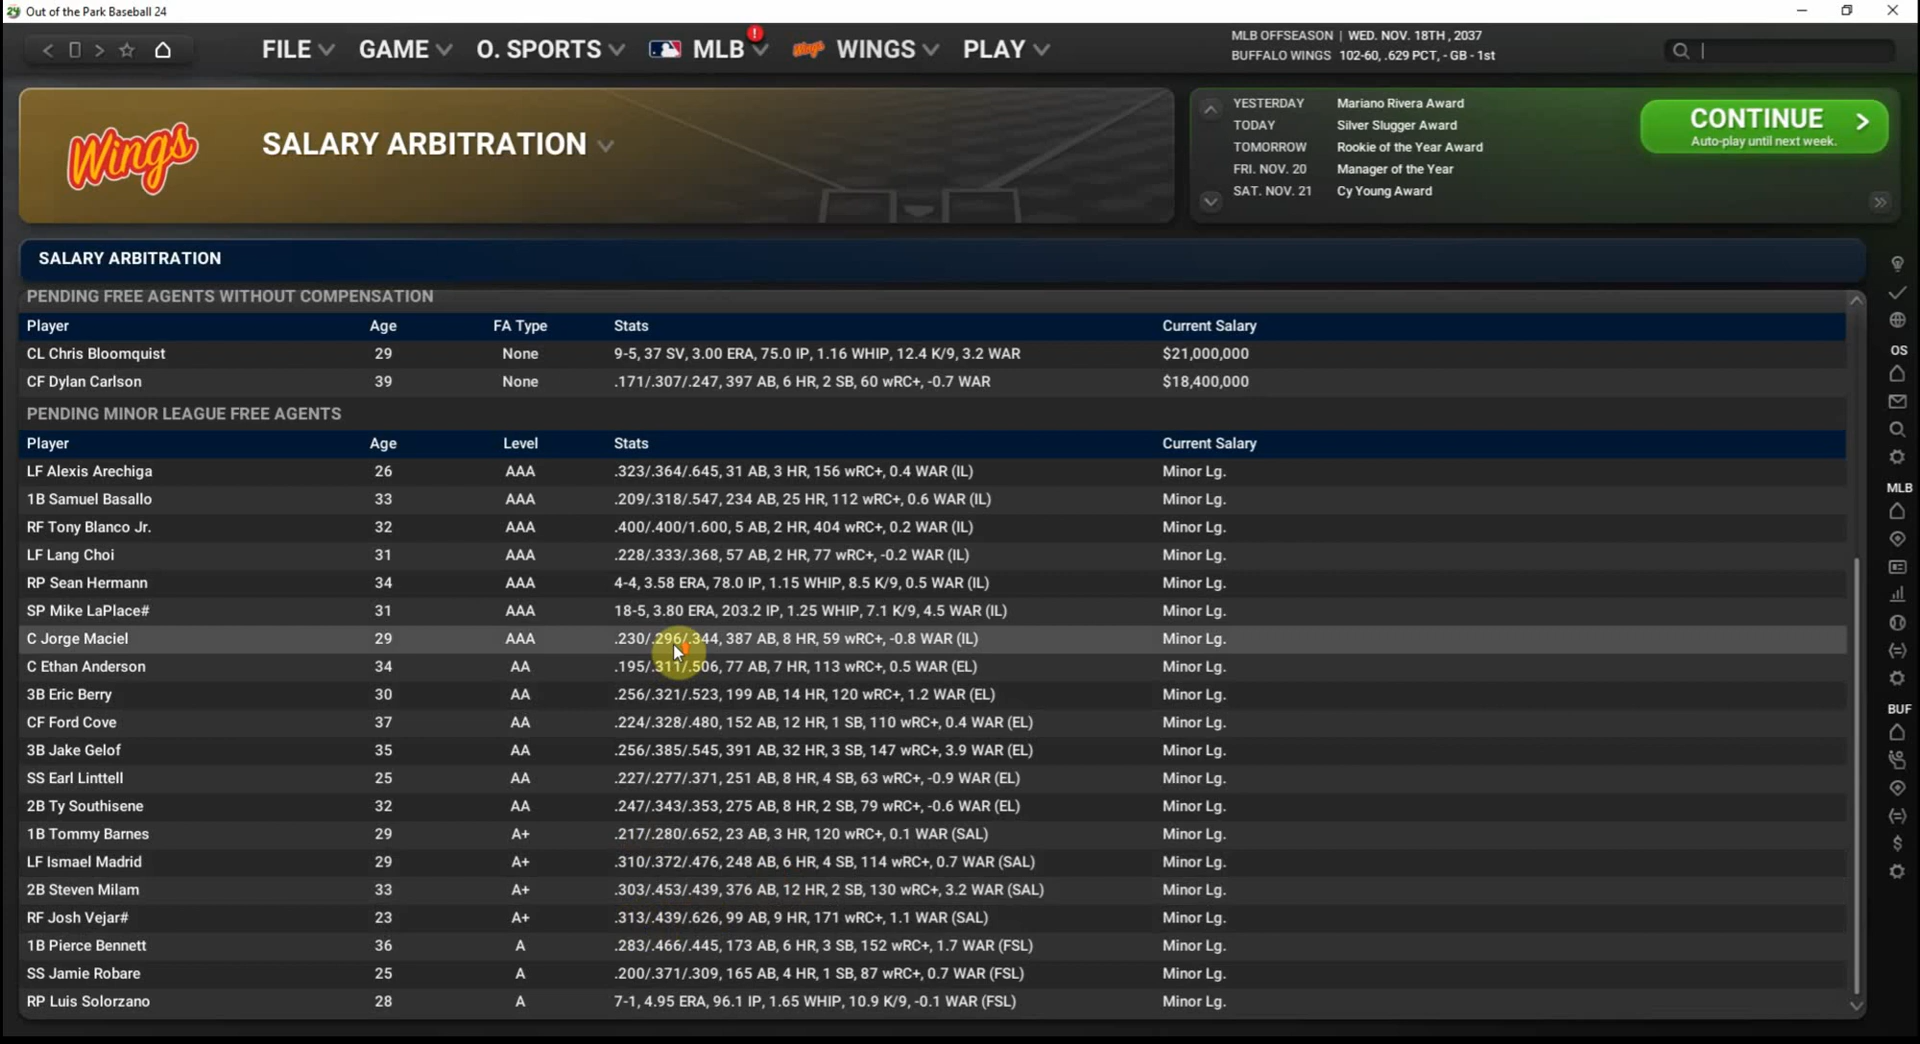 Out of the Park Baseball 24
FILE GAME O. SPORTS MLB ! WINGS PLAY
MLB OFFSEASON | WED. NOV. 18TH , 2037
BUFFALO WINGS 102-60, .629 PCT, - GB - 1st
Wings
SALARY ARBITRATION
YESTERDAY Mariano Rivera Award
TODAY Silver Slugger Award
TOMORROW Rookie of the Year Award
FRI. NOV. 20 Manager of the Year
SAT. NOV. 21 Cy Young Award
CONTINUE
Auto-play until next week.
SALARY ARBITRATION
PENDING FREE AGENTS WITHOUT COMPENSATION
Player Age FA Type Stats Current Salary
CL Chris Bloomquist 29 None 9-5, 37 SV, 3.00 ERA, 75.0 IP, 1.16 WHIP, 12.4 K/9, 3.2 WAR $21,000,000
CF Dylan Carlson 39 None .171/.307/.247, 397 AB, 6 HR, 2 SB, 60 wRC+, -0.7 WAR $18,400,000
PENDING MINOR LEAGUE FREE AGENTS
Player Age Level Stats Current Salary
LF Alexis Arechiga 26 AAA .323/.364/.645, 31 AB, 3 HR, 156 wRC+, 0.4 WAR (IL) Minor Lg.
1B Samuel Basallo 33 AAA .209/.318/.547, 234 AB, 25 HR, 112 wRC+, 0.6 WAR (IL) Minor Lg.
RF Tony Blanco Jr. 32 AAA .400/.400/1.600, 5 AB, 2 HR, 404 wRC+, 0.2 WAR (IL) Minor Lg.
LF Lang Choi 31 AAA .228/.333/.368, 57 AB, 2 HR, 77 wRC+, -0.2 WAR (IL) Minor Lg.
RP Sean Hermann 34 AAA 4-4, 3.58 ERA, 78.0 IP, 1.15 WHIP, 8.5 K/9, 0.5 WAR (IL) Minor Lg.
SP Mike LaPlace# 31 AAA 18-5, 3.80 ERA, 203.2 IP, 1.25 WHIP, 7.1 K/9, 4.5 WAR (IL) Minor Lg.
C Jorge Maciel 29 AAA .230/.296/.344, 387 AB, 8 HR, 59 wRC+, -0.8 WAR (IL) Minor Lg.
C Ethan Anderson 34 AA .195/.311/.506, 77 AB, 7 HR, 113 wRC+, 0.5 WAR (EL) Minor Lg.
3B Eric Berry 30 AA .256/.321/.523, 199 AB, 14 HR, 120 wRC+, 1.2 WAR (EL) Minor Lg.
CF Ford Cove 37 AA .224/.328/.480, 152 AB, 12 HR, 1 SB, 110 wRC+, 0.4 WAR (EL) Minor Lg.
3B Jake Gelof 35 AA .256/.385/.545, 391 AB, 32 HR, 3 SB, 147 wRC+, 3.9 WAR (EL) Minor Lg.
SS Earl Linttell 25 AA .227/.277/.371, 251 AB, 8 HR, 4 SB, 63 wRC+, -0.9 WAR (EL) Minor Lg.
2B Ty Southisene 32 AA .247/.343/.353, 275 AB, 8 HR, 2 SB, 79 wRC+, -0.6 WAR (EL) Minor Lg.
1B Tommy Barnes 29 A+ .217/.280/.652, 23 AB, 3 HR, 120 wRC+, 0.1 WAR (SAL) Minor Lg.
LF Ismael Madrid 29 A+ .310/.372/.476, 248 AB, 6 HR, 4 SB, 114 wRC+, 0.7 WAR (SAL) Minor Lg.
2B Steven Milam 33 A+ .303/.453/.439, 376 AB, 12 HR, 2 SB, 130 wRC+, 3.2 WAR (SAL) Minor Lg.
RF Josh Vejar# 23 A+ .313/.439/.626, 99 AB, 9 HR, 171 wRC+, 1.1 WAR (SAL) Minor Lg.
1B Pierce Bennett 36 A .283/.466/.445, 173 AB, 6 HR, 3 SB, 152 wRC+, 1.7 WAR (FSL) Minor Lg.
SS Jamie Robare 25 A .200/.371/.309, 165 AB, 4 HR, 1 SB, 87 wRC+, 0.7 WAR (FSL) Minor Lg.
RP Luis Solorzano 28 A 7-1, 4.95 ERA, 96.1 IP, 1.65 WHIP, 10.9 K/9, -0.1 WAR (FSL) Minor Lg.
OS
MLB
BUF